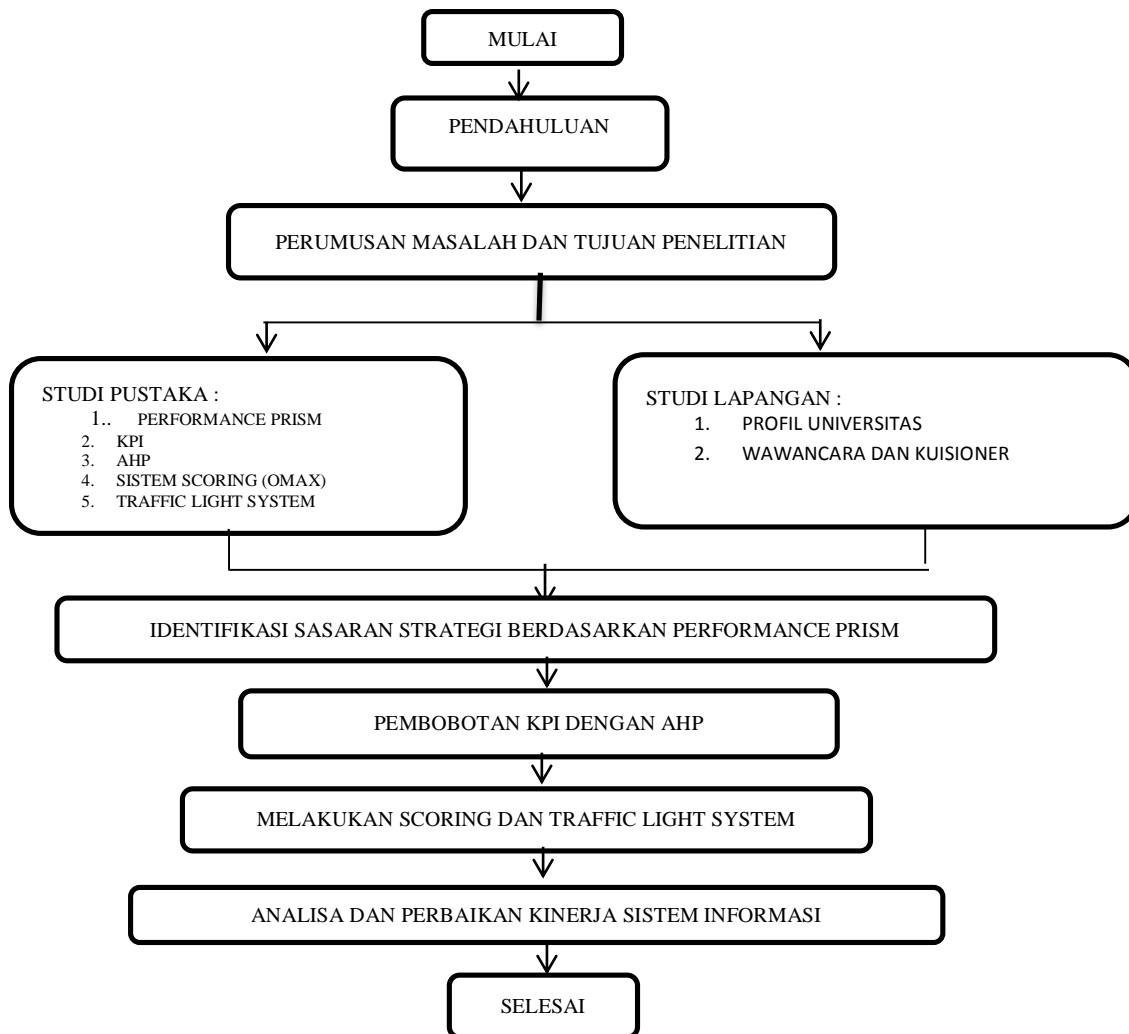 MULAI
PENDAHULUAN
PERUMUSAN MASALAH DAN TUJUAN PENELITIAN
STUDI PUSTAKA :
1.. PERFORMANCE PRISM
2. KPI
3. AHP
4. SISTEM SCORING (OMAX)
5. TRAFFIC LIGHT SYSTEM
STUDI LAPANGAN :
1. PROFIL UNIVERSITAS
2. WAWANCARA DAN KUISIONER
IDENTIFIKASI SASARAN STRATEGI BERDASARKAN PERFORMANCE PRISM
PEMBOBOTAN KPI DENGAN AHP
MELAKUKAN SCORING DAN TRAFFIC LIGHT SYSTEM
ANALISA DAN PERBAIKAN KINERJA SISTEM INFORMASI
SELESAI